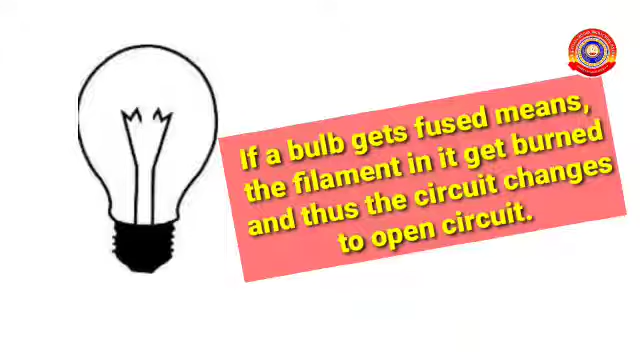 If a bulb gets fused means,
the filament in it get burned
and thus the circuit changes
to open circuit.